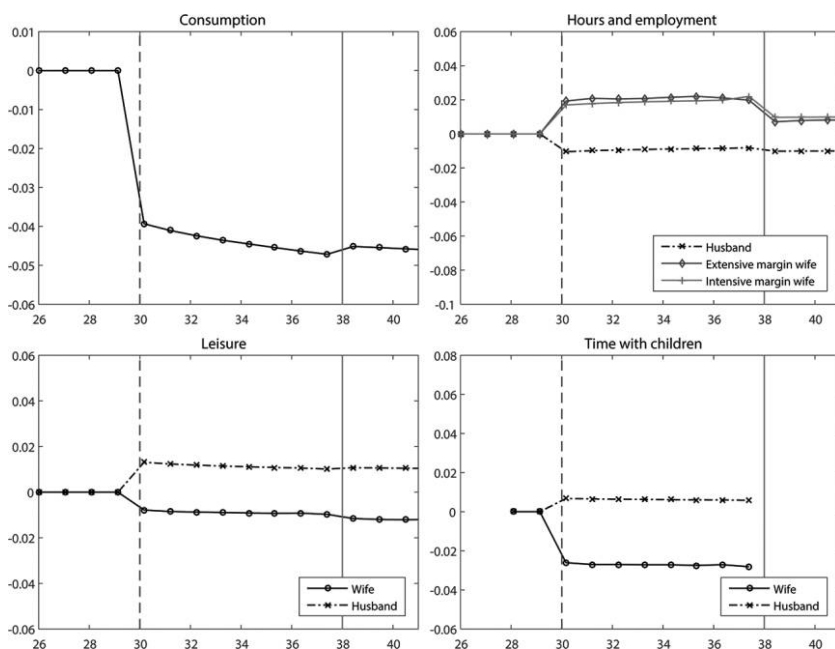 Consumption
0.01
0
-0.01
-0.02
-0.03
-0.04
-0.05
-0.06
26 28 30 32 34 36 38 40
Hours and employment
0.06
0.04
0.02
0
-0.02
-0.04
-0.06
-0.08
-0.1
Husband
Extensive margin wife
Intensive margin wife
26 28 30 32 34 36 38 40
Leisure
0.06
0.04
0.02
0
-0.02
-0.04
-0.06
Wife
Husband
26 28 30 32 34 36 38 40
Time with children
0.08
0.06
0.04
0.02
0
-0.02
-0.04
-0.06
Wife
Husband
26 28 30 32 34 36 38 40